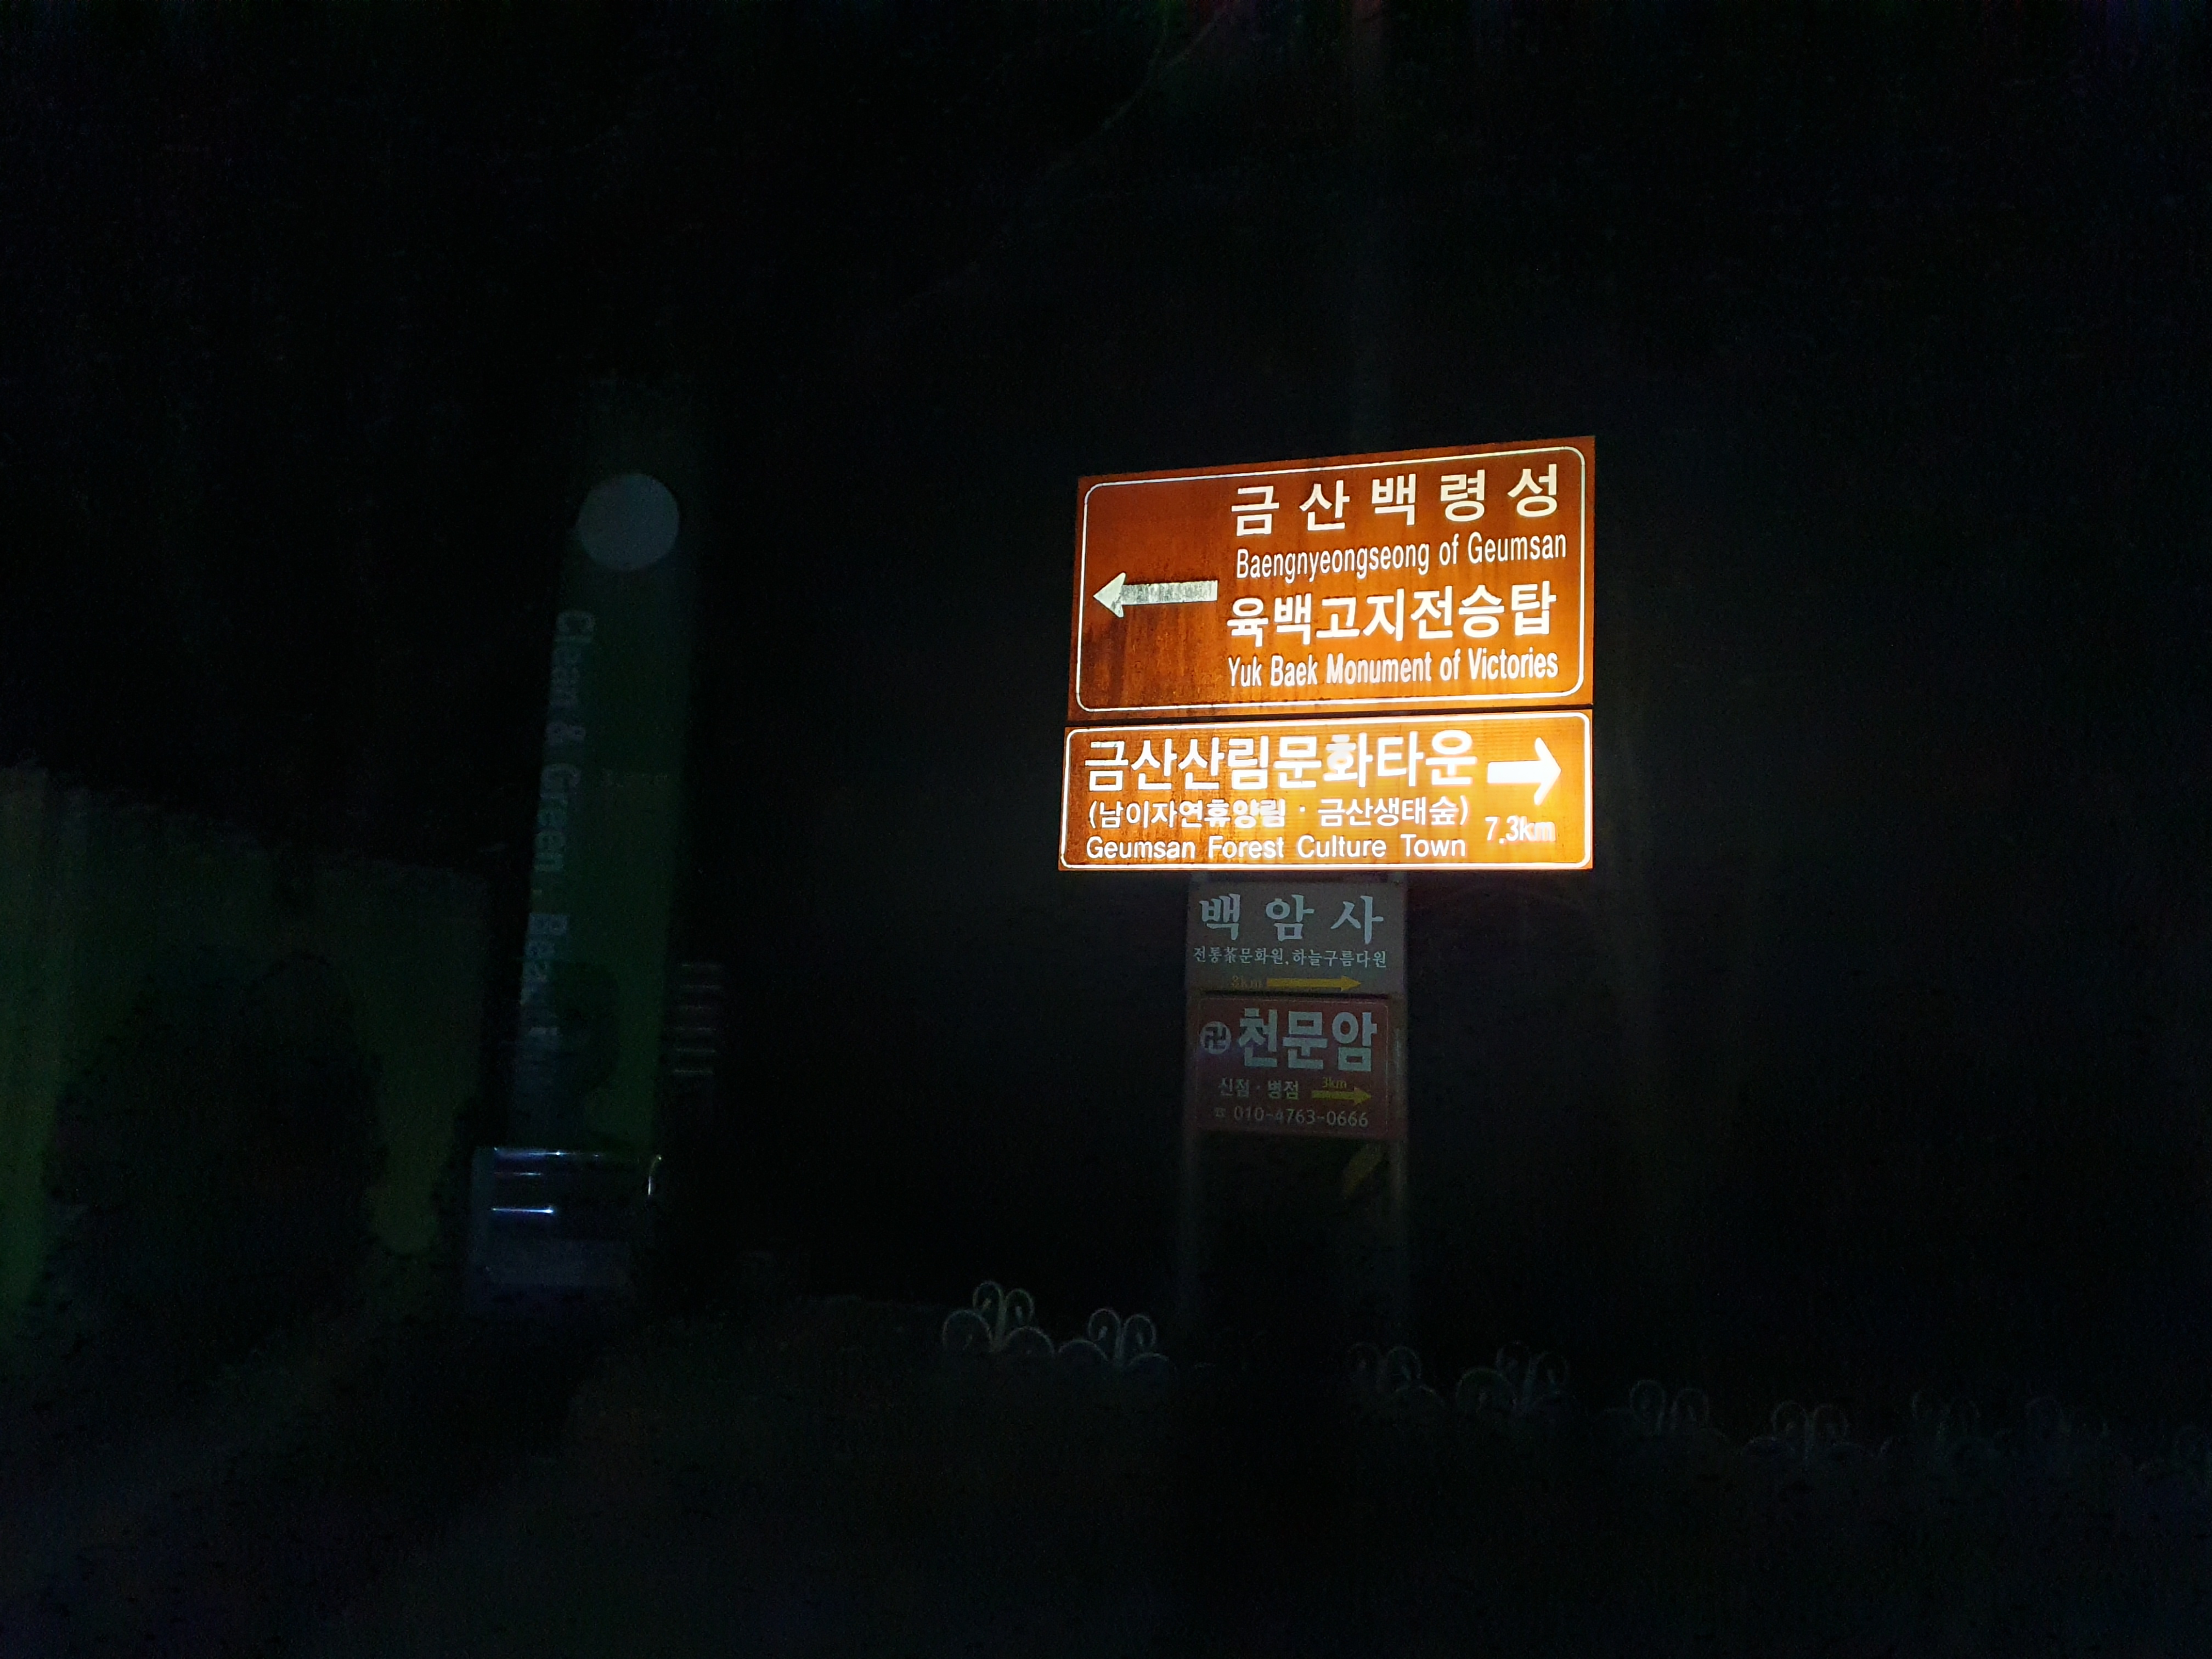 금산백령성
Baengnyeongseong of Geumsan
육백고지전승탑
Yuk Baek Monument of Victories
금산산림문화타운
(남이자연휴양림 · 금산생태숲)
7.3km
Geumsan Forest Culture Town
백암사
전통茶문화원, 하늘구름다원
3km
卍 천문암
신점 · 병점
3km
☎ 010-4763-0666
Clean & Green